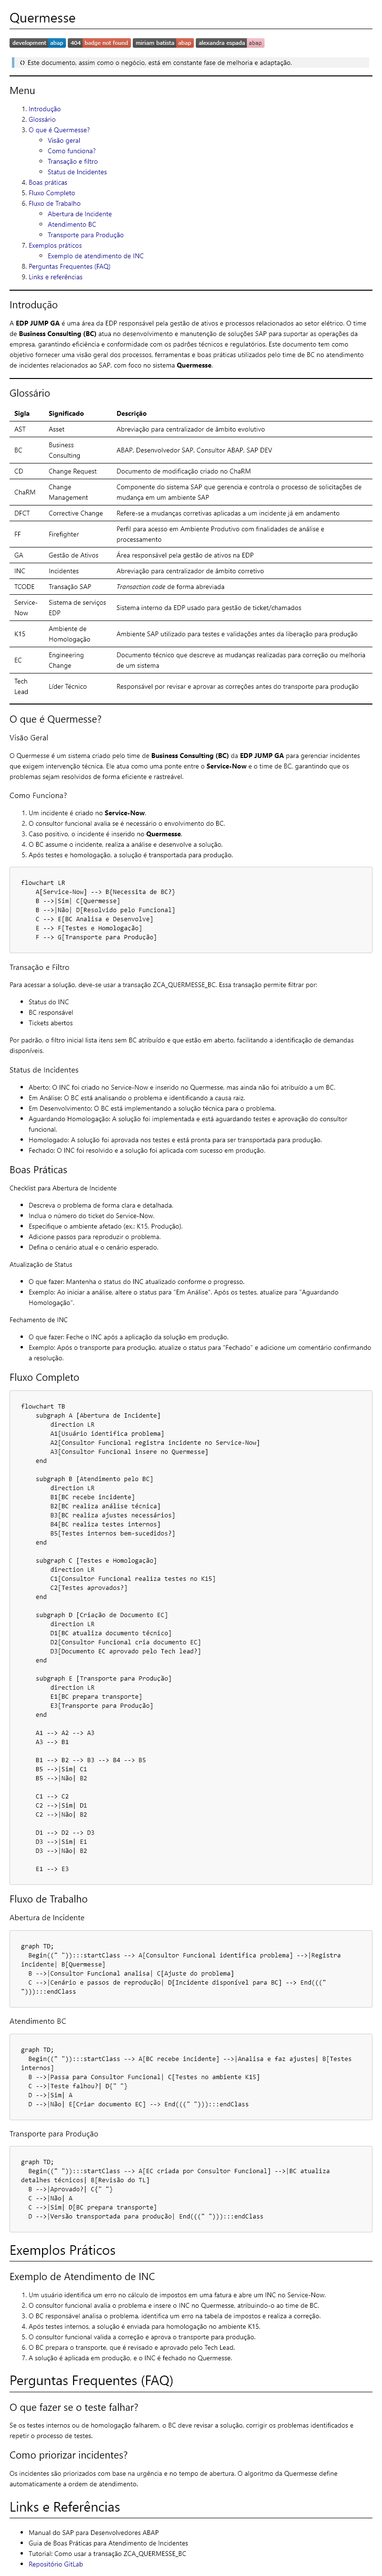 Quermesse
development abap 404 badge not found miriam batista abap alexandra espada abap
Este documento, assim como o negócio, está em constante fase de melhoria e adaptação.
Menu
1. Introdução
2. Glossário
3. O que é Quermesse?
Visão geral
Como funciona?
Transação e filtro
Status de Incidentes
4. Boas práticas
5. Fluxo Completo
6. Fluxo de Trabalho
Abertura de Incidente
Atendimento BC
Transporte para Produção
7. Exemplos práticos
Exemplo de atendimento de INC
8. Perguntas Frequentes (FAQ)
9. Links e referências
Introdução
A EDP JUMP GA é uma área da EDP responsável pela gestão de ativos e processos relacionados ao setor elétrico. O time
de Business Consulting (BC) atua no desenvolvimento e manutenção de soluções SAP para suportar as operações da
empresa, garantindo eficiência e conformidade com os padrões técnicos e regulatórios. Este documento tem como
objetivo fornecer uma visão geral dos processos, ferramentas e boas práticas utilizados pelo time de BC no atendimento
de incidentes relacionados ao SAP, com foco no sistema Quermesse.
Glossário
Sigla Significado Descrição
AST Asset Abreviação para centralizador de âmbito evolutivo
BC Business Consulting ABAP, Desenvolvedor SAP, Consultor ABAP, SAP DEV
CD Change Request Documento de modificação criado no ChaRM
ChaRM Change Management Componente do sistema SAP que gerencia e controla o processo de solicitações de
mudança em um ambiente SAP
DFCT Corrective Change Refere-se a mudanças corretivas aplicadas a um incidente já em andamento
FF Firefighter Perfil para acesso em Ambiente Produtivo com finalidades de análise e
processamento
GA Gestão de Ativos Área responsável pela gestão de ativos na EDP
INC Incidentes Abreviação para centralizador de âmbito corretivo
TCODE Transação SAP Transaction code de forma abreviada
Service-Now Sistema de serviços EDP Sistema interno da EDP usado para gestão de ticket/chamados
K15 Ambiente de Homologação Ambiente SAP utilizado para testes e validações antes da liberação para produção
EC Engineering Change Documento técnico que descreve as mudanças realizadas para correção ou melhoria
de um sistema
Tech Lead Líder Técnico Responsável por revisar e aprovar as correções antes do transporte para produção
O que é Quermesse?
Visão Geral
O Quermesse é um sistema criado pelo time de Business Consulting (BC) da EDP JUMP GA para gerenciar incidentes
que exigem intervenção técnica. Ele atua como uma ponte entre o Service-Now e o time de BC, garantindo que os
problemas sejam resolvidos de forma eficiente e rastreável.
Como Funciona?
1. Um incidente é criado no Service-Now.
2. O consultor funcional avalia se é necessário o envolvimento do BC.
3. Caso positivo, o incidente é inserido no Quermesse.
4. O BC assume o incidente, realiza a análise e desenvolve a solução.
5. Após testes e homologação, a solução é transportada para produção.
flowchart LR
A[Service-Now] --> B{Necessita de BC?}
B -->|Sim| C[Quermesse]
B -->|Não| D[Resolvido pelo Funcional]
C --> E[BC Analisa e Desenvolve]
E --> F[Testes e Homologação]
F --> G[Transporte para Produção]
Transação e Filtro
Para acessar a solução, deve-se usar a transação ZCA_QUERMESSE_BC. Essa transação permite filtrar por:
Status do INC
BC responsável
Tickets abertos
Por padrão, o filtro inicial lista itens sem BC atribuído e que estão em aberto, facilitando a identificação de demandas
disponíveis.
Status de Incidentes
Aberto: O INC foi criado no Service-Now e inserido no Quermesse, mas ainda não foi atribuído a um BC.
Em Análise: O BC está analisando o problema e identificando a causa raiz.
Em Desenvolvimento: O BC está implementando a solução técnica para o problema.
Aguardando Homologação: A solução foi implementada e está aguardando testes e aprovação do consultor
funcional.
Homologado: A solução foi aprovada nos testes e está pronta para ser transportada para produção.
Fechado: O INC foi resolvido e a solução foi aplicada com sucesso em produção.
Boas Práticas
Checklist para Abertura de Incidente
Descreva o problema de forma clara e detalhada.
Inclua o número do ticket do Service-Now.
Especifique o ambiente afetado (ex.: K15, Produção).
Adicione passos para reproduzir o problema.
Defina o cenário atual e o cenário esperado.
Atualização de Status
O que fazer: Mantenha o status do INC atualizado conforme o progresso.
Exemplo: Ao iniciar a análise, altere o status para "Em Análise". Após os testes, atualize para "Aguardando
Homologação".
Fechamento de INC
O que fazer: Feche o INC após a aplicação da solução em produção.
Exemplo: Após o transporte para produção, atualize o status para "Fechado" e adicione um comentário confirmando
a resolução.
Fluxo Completo
flowchart TB
subgraph A [Abertura de Incidente]
direction LR
A1[Usuário identifica problema]
A2[Consultor Funcional registra incidente no Service-Now]
A3[Consultor Funcional insere no Quermesse]
end
subgraph B [Atendimento pelo BC]
direction LR
B1[BC recebe incidente]
B2[BC realiza análise técnica]
B3[BC realiza ajustes necessários]
B4[BC realiza testes internos]
B5[Testes internos bem-sucedidos?]
end
subgraph C [Testes e Homologação]
direction LR
C1[Consultor Funcional realiza testes no K15]
C2[Testes aprovados?]
end
subgraph D [Criação de Documento EC]
direction LR
D1[BC atualiza documento técnico]
D2[Consultor Funcional cria documento EC]
D3[Documento EC aprovado pelo Tech lead?]
end
subgraph E [Transporte para Produção]
direction LR
E1[BC prepara transporte]
E3[Transporte para Produção]
end
A1 --> A2 --> A3
A3 --> B1
B1 --> B2 --> B3 --> B4 --> B5
B5 -->|Sim| C1
B5 -->|Não| B2
C1 --> C2
C2 -->|Sim| D1
C2 -->|Não| B2
D1 --> D2 --> D3
D3 -->|Sim| E1
D3 -->|Não| B2
E1 --> E3
Fluxo de Trabalho
Abertura de Incidente
graph TD;
Begin((" ")):::startClass --> A[Consultor Funcional identifica problema] -->|Registra
incidente| B[Quermesse]
B -->|Consultor Funcional analisa| C[Ajuste do problema]
C -->|Cenário e passos de reprodução| D[Incidente disponível para BC] --> End(((" 
"))):::endClass
Atendimento BC
graph TD;
Begin((" ")):::startClass --> A[BC recebe incidente] -->|Analisa e faz ajustes| B[Testes
internos]
B -->|Passa para Consultor Funcional| C[Testes no ambiente K15]
C -->|Teste falhou?| D{" "}
D -->|Sim| A
D -->|Não| E[Criar documento EC] --> End(((" "))):::endClass
Transporte para Produção
graph TD;
Begin((" ")):::startClass --> A[EC criada por Consultor Funcional] -->|BC atualiza
detalhes técnicos| B[Revisão do TL]
B -->|Aprovado?| C{" "}
C -->|Não| A
C -->|Sim| D[BC prepara transporte]
D -->|Versão transportada para produção| End(((" "))):::endClass
Exemplos Práticos
Exemplo de Atendimento de INC
1. Um usuário identifica um erro no cálculo de impostos em uma fatura e abre um INC no Service-Now.
2. O consultor funcional avalia o problema e insere o INC no Quermesse, atribuindo-o ao time de BC.
3. O BC responsável analisa o problema, identifica um erro na tabela de impostos e realiza a correção.
4. Após testes internos, a solução é enviada para homologação no ambiente K15.
5. O consultor funcional valida a correção e aprova o transporte para produção.
6. O BC prepara o transporte, que é revisado e aprovado pelo Tech Lead.
7. A solução é aplicada em produção, e o INC é fechado no Quermesse.
Perguntas Frequentes (FAQ)
O que fazer se o teste falhar?
Se os testes internos ou de homologação falharem, o BC deve revisar a solução, corrigir os problemas identificados e
repetir o processo de testes.
Como priorizar incidentes?
Os incidentes são priorizados com base na urgência e no tempo de abertura. O algoritmo da Quermesse define
automaticamente a ordem de atendimento.
Links e Referências
Manual do SAP para Desenvolvedores ABAP
Guia de Boas Práticas para Atendimento de Incidentes
Tutorial: Como usar a transação ZCA_QUERMESSE_BC
Repositório GitLab